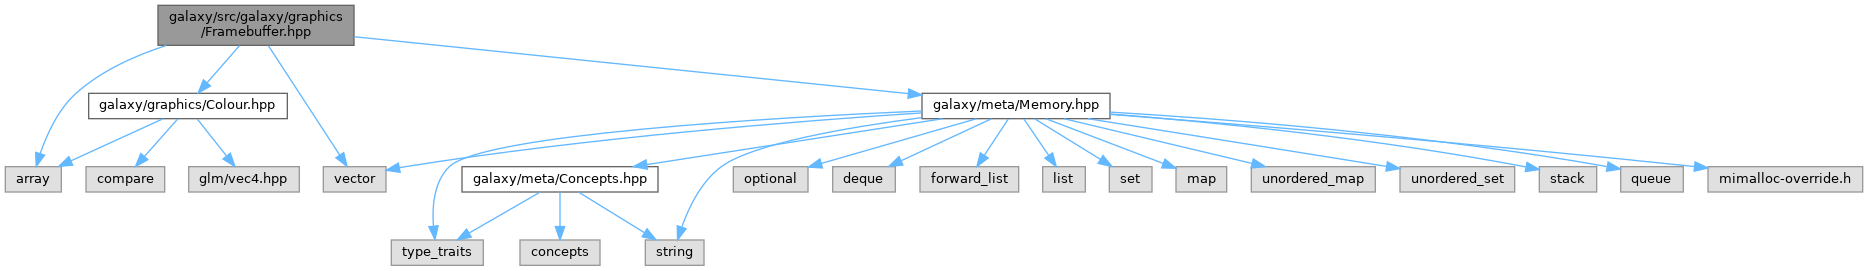 galaxy/src/galaxy/graphics
/Framebuffer.hpp
galaxy/graphics/Colour.hpp
galaxy/meta/Memory.hpp
array
compare
glm/vec4.hpp
vector
galaxy/meta/Concepts.hpp
optional
deque
forward_list
list
set
map
unordered_map
unordered_set
stack
queue
mimalloc-override.h
type_traits
concepts
string